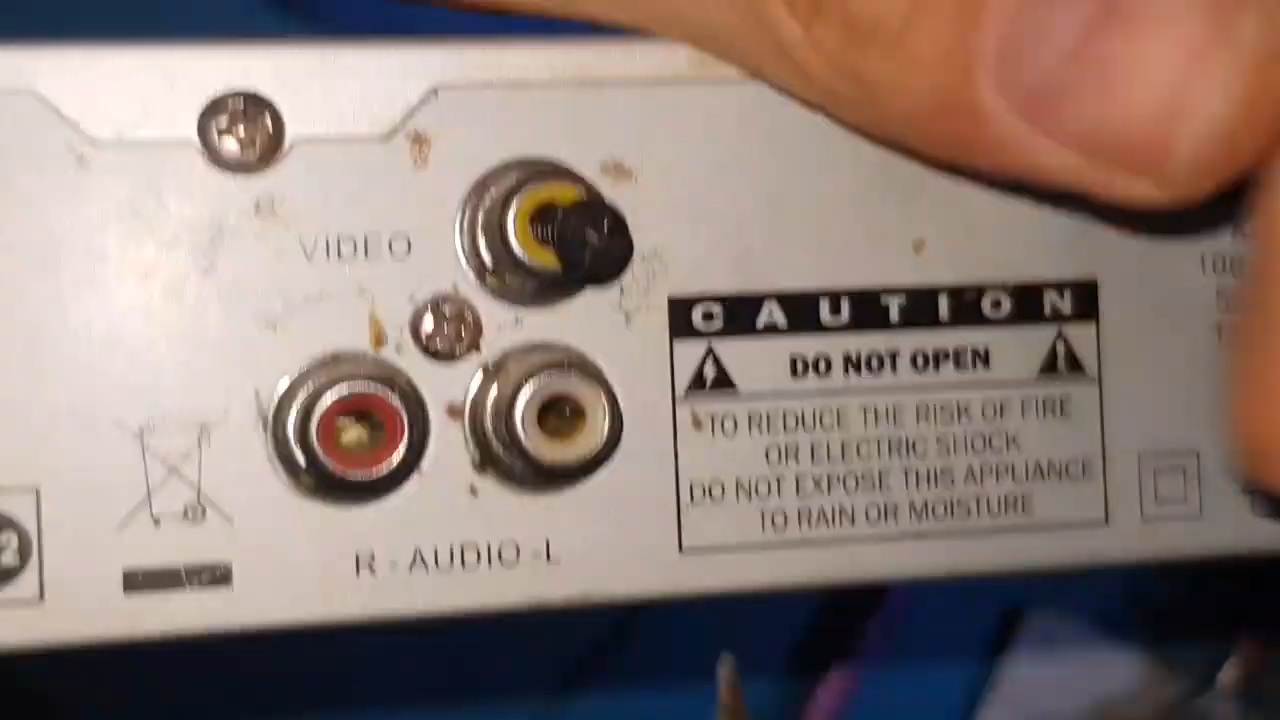 VIDEO
R - AUDIO - L
CAUTION
DO NOT OPEN
TO REDUCE THE RISK OF FIRE
OR ELECTRIC SHOCK
DO NOT EXPOSE THIS APPLIANCE
TO RAIN OR MOISTURE